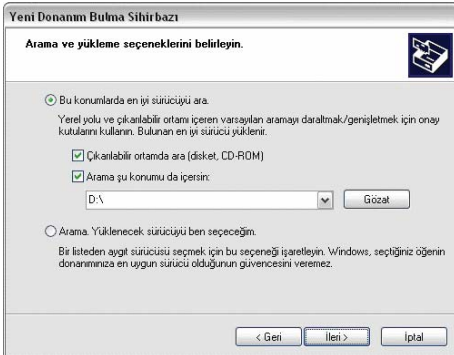 Yeni Donanım Bulma Sihirbazı
Arama ve yükleme seçeneklerini belirleyin.
Bu konumlarda en iyi sürücüyü ara.
Yerel yolu ve çıkarılabilir ortamı içeren varsayılan aramayı daraltmak/genişletmek için onay
kutularını kullanın. Bulunan en iyi sürücü yüklenir.
Çıkarılabilir ortamda ara (disket, CD-ROM)
Arama şu konumu da içersin:
D:\
Gözat
Arama. Yüklenecek sürücüyü ben seçeceğim.
Bir listeden aygıt sürücüsü seçmek için bu seçeneği işaretleyin. Windows, seçtiğiniz öğenin
donanımınıza en uygun sürücü olduğunun güvencesini veremez.
< Geri
İleri >
İptal